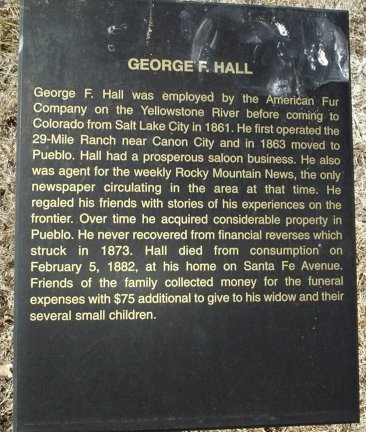 GEORGE F. HALL
George F. Hall was employed by the American Fur
Company on the Yellowstone River before coming to
Colorado from Salt Lake City in 1861. He first operated the
29-Mile Ranch near Canon City and in 1863 moved to
Pueblo. Hall had a prosperous saloon business. He also
was agent for the weekly Rocky Mountain News, the only
newspaper circulating in the area at that time. He
regaled his friends with stories of his experiences on the
frontier. Over time he acquired considerable property in
Pueblo. He never recovered from financial reverses which
struck in 1873. Hall died from consumption on
February 5, 1882, at his home on Santa Fe Avenue.
Friends of the family collected money for the funeral
expenses with $75 additional to give to his widow and their
several small children.